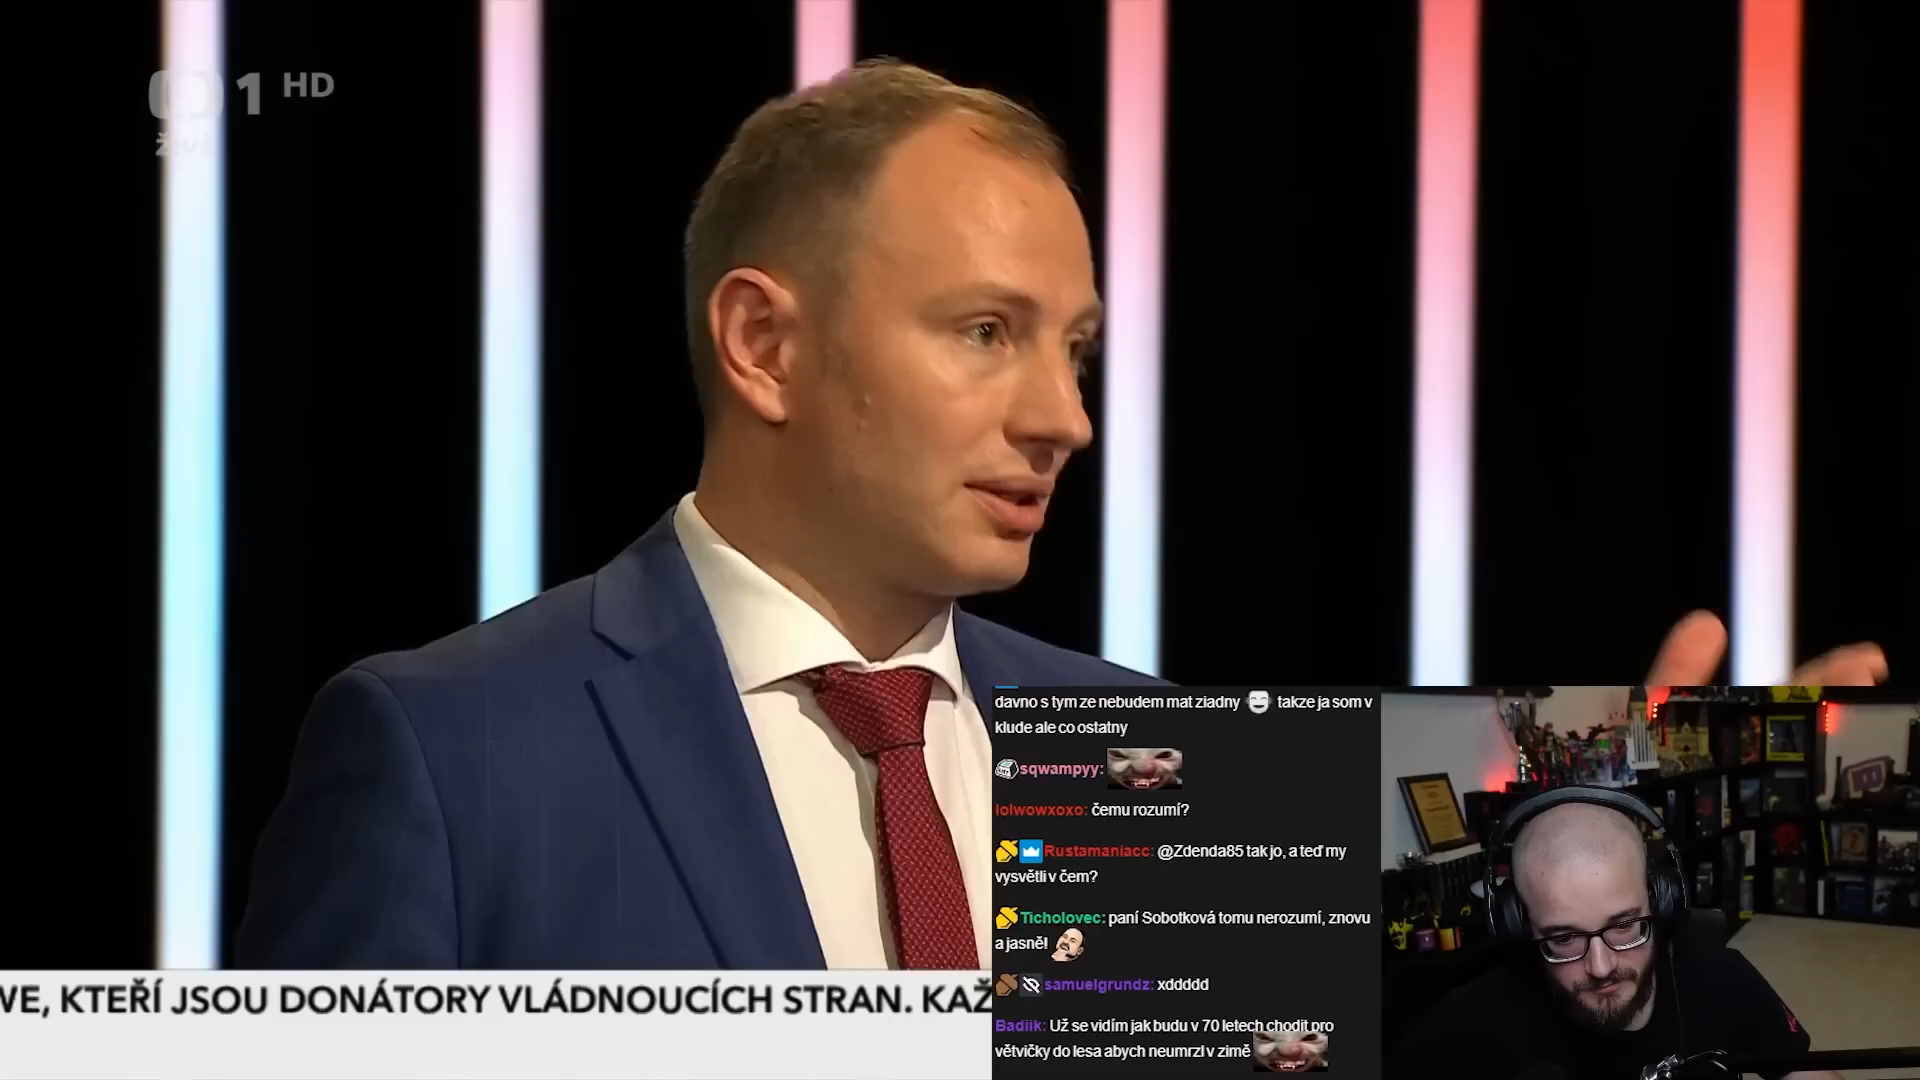 1 HD
živě
WE, KTEŘÍ JSOU DONÁTORY VLÁDNOUCÍCH STRAN. KAŽ
davno s tym ze nebudem mat ziadny takze ja som v
klude ale co ostatny
sqwampyy:
lolwowxoxo: čemu rozumí?
Rustamaniacc: @Zdenda85 tak jo, a teď my
vysvětli v čem?
Ticholovec: paní Sobotková tomu nerozumí, znovu
a jasně!
samuelgrundz: xddddd
Badiik: Už se vidím jak budu v 70 letech chodit pro
větvičky do lesa abych neumrzl v zimě